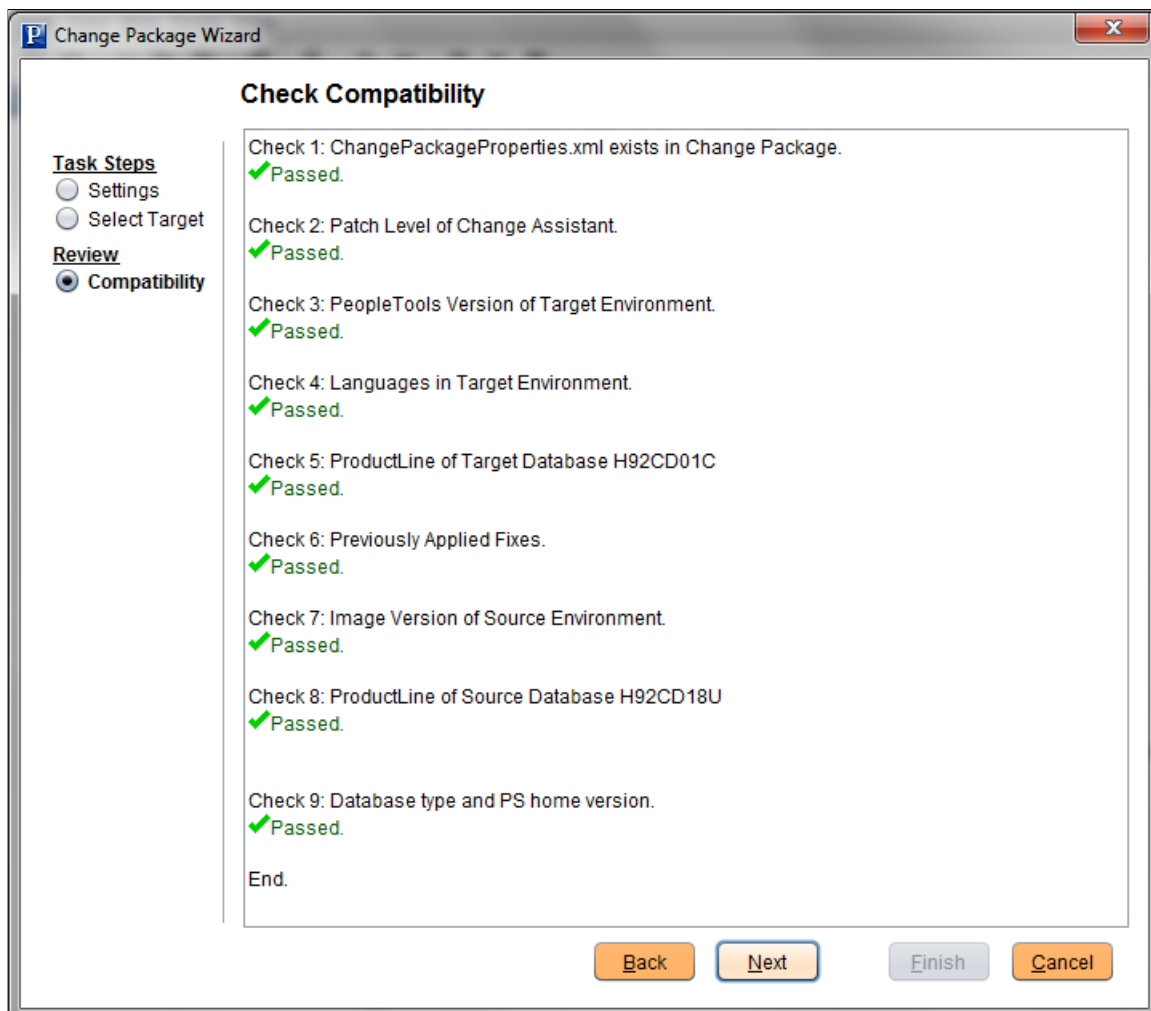 Change Package Wizard
Check Compatibility
Task Steps
Settings
Select Target
Review
Compatibility
Check 1: ChangePackageProperties.xml exists in Change Package.
Passed.
Check 2: Patch Level of Change Assistant.
Passed.
Check 3: PeopleTools Version of Target Environment.
Passed.
Check 4: Languages in Target Environment.
Passed.
Check 5: ProductLine of Target Database H92CD01C
Passed.
Check 6: Previously Applied Fixes.
Passed.
Check 7: Image Version of Source Environment.
Passed.
Check 8: ProductLine of Source Database H92CD18U
Passed.
Check 9: Database type and PS home version.
Passed.
End.
Back Next Finish Cancel